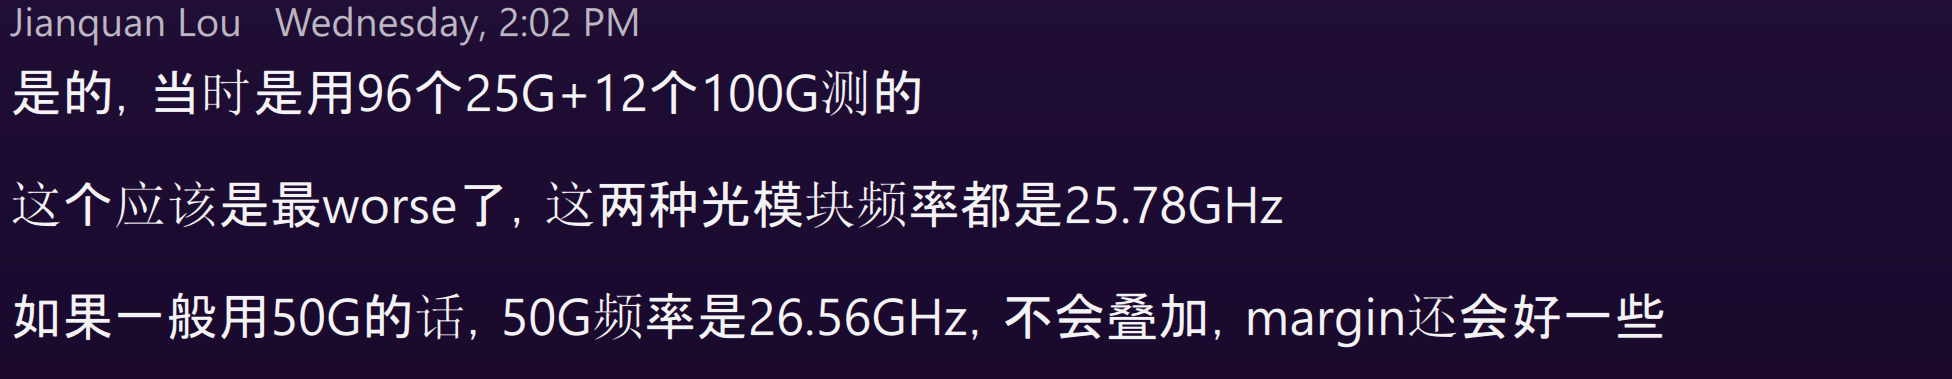 Jianquan Lou Wednesday, 2:02 PM
是的, 当时是用96个25G+12个100G测的
这个应该是最worse了, 这两种光模块频率都是25.78GHz
如果一般用50G的话, 50G频率是26.56GHz, 不会叠加, margin还会好一些